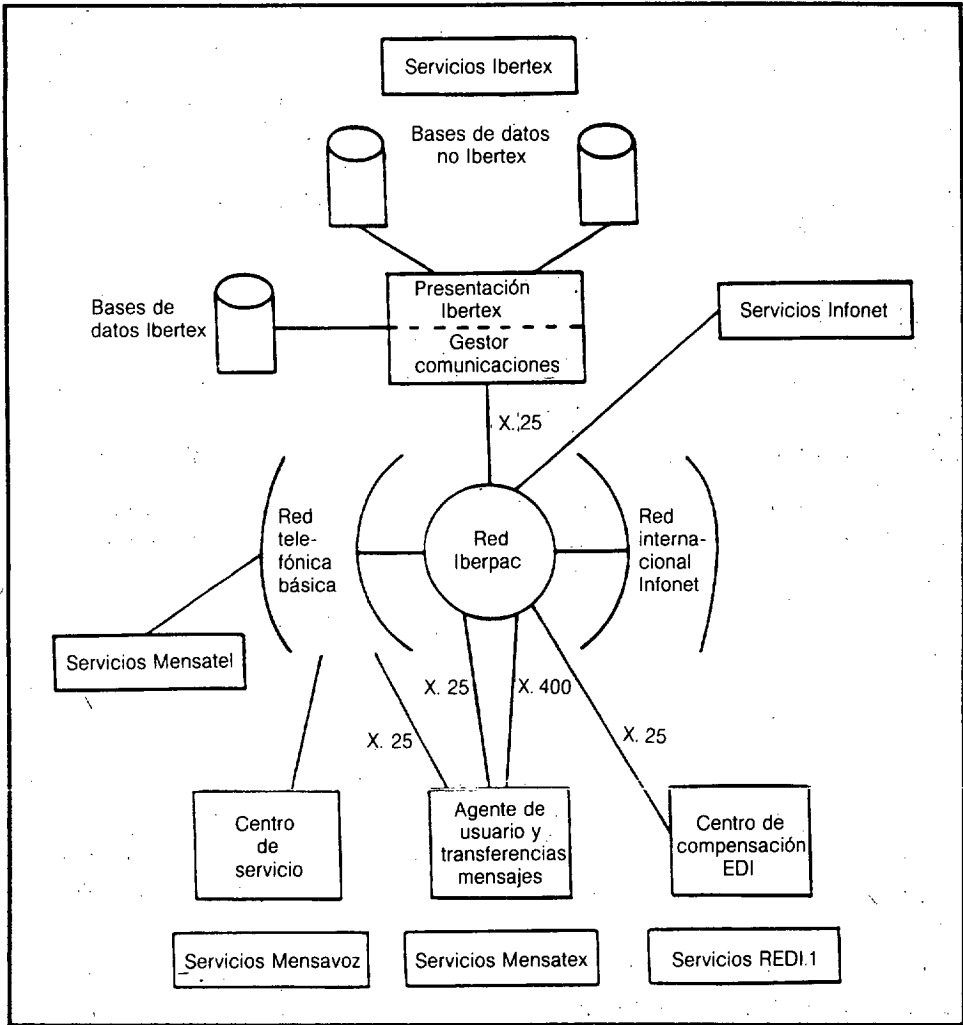 Servicios Ibertex
Bases de datos
no Ibertex
Bases de
datos Ibertex
Presentación
Ibertex
Gestor
comunicaciones
Servicios Infonet
X. 25
Red
tele-
fónica
básica
Red
Iberpac
Red
interna-
cional
Infonet
Servicios Mensatel
X. 25
X. 25
X. 400
X. 25
Centro
de
servicio
Agente de
usuario y
transferencias
mensajes
Centro de
compensación
EDI
Servicios Mensavoz
Servicios Mensatex
Servicios REDI.1